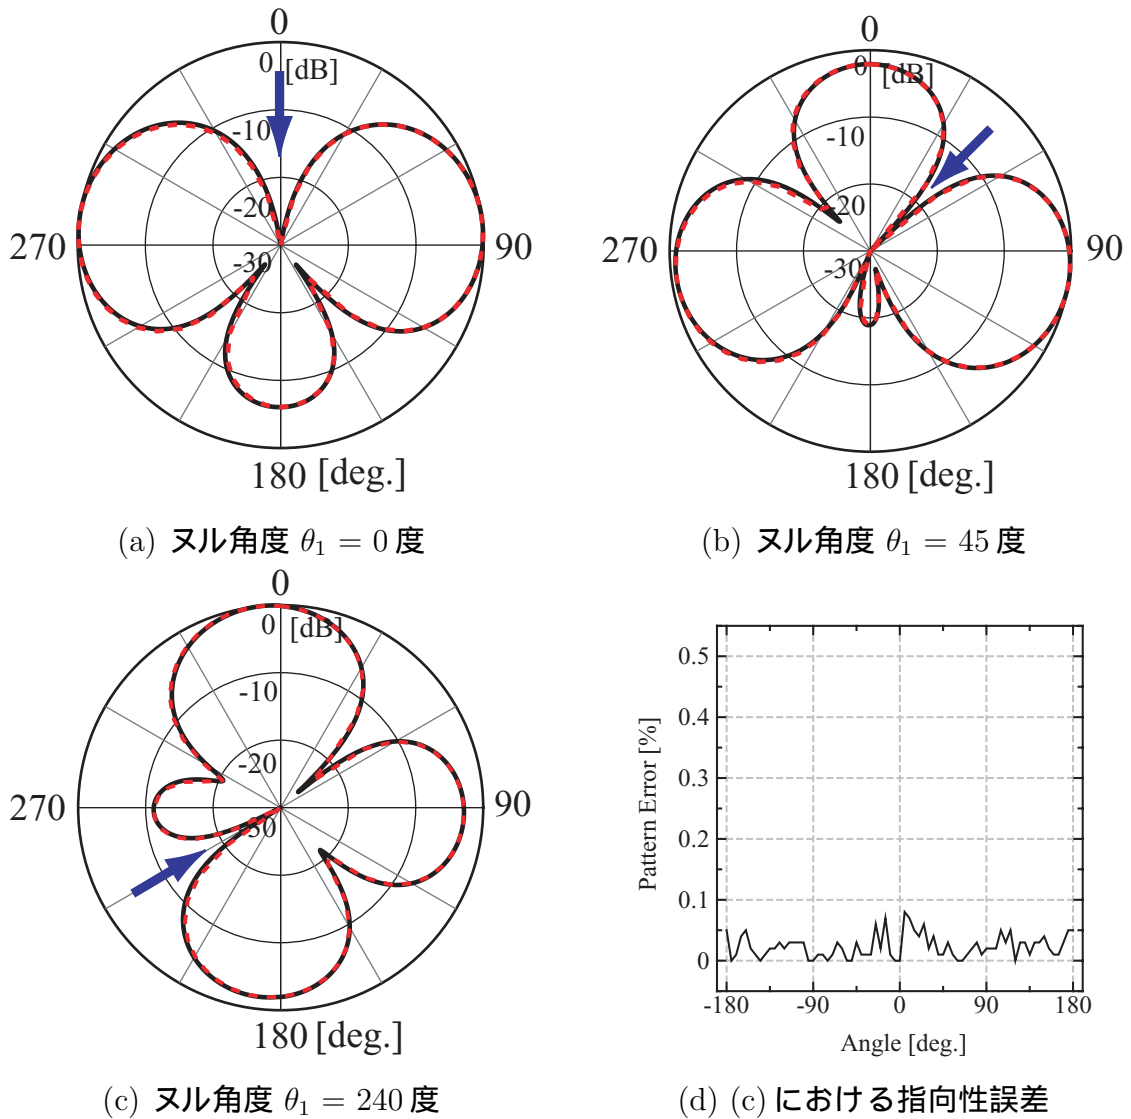 0
0
[dB]
-10
-20
-30
270
90
180 [deg.]
(a) ヌル角度 θ1 = 0 度
0
0
[dB]
-10
-20
-30
270
90
180 [deg.]
(b) ヌル角度 θ1 = 45 度
0
0
[dB]
-10
-20
-30
270
90
180 [deg.]
(c) ヌル角度 θ1 = 240 度
Pattern Error [%]
0.5
0.4
0.3
0.2
0.1
0
-180 -90 0 90 180
Angle [deg.]
(d) (c) における指向性誤差